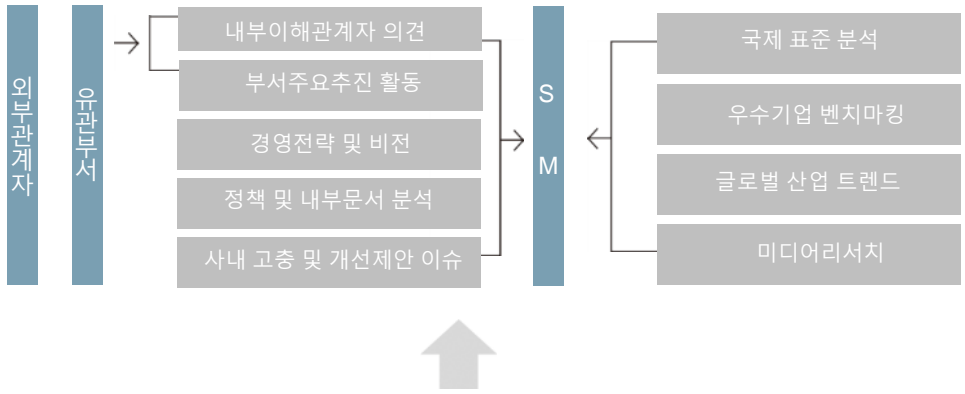 외부관계자
유관부서
내부이해관계자 의견
부서주요추진 활동
경영전략 및 비전
정책 및 내부문서 분석
사내 고충 및 개선제안 이슈
S
M
국제 표준 분석
우수기업 벤치마킹
글로벌 산업 트렌드
미디어리서치